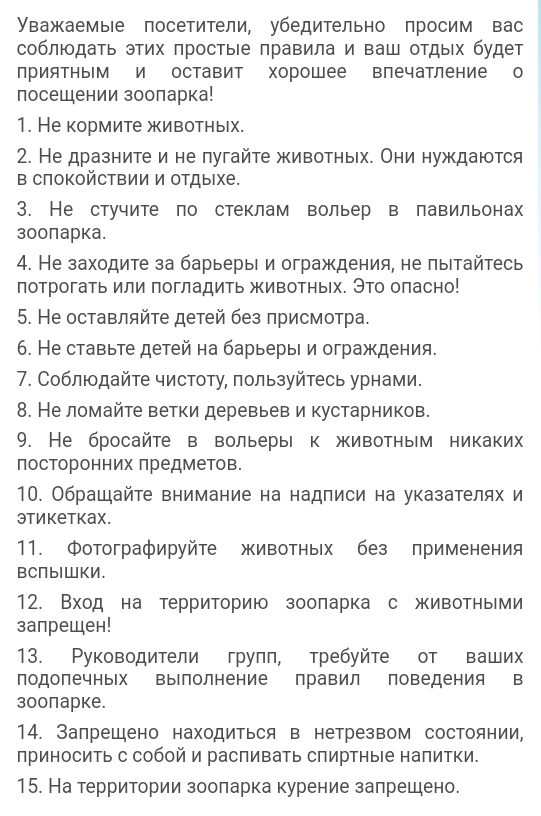 Уважаемые посетители, убедительно просим вас
соблюдать этих простые правила и ваш отдых будет
приятным и оставит хорошее впечатление о
посещении зоопарка!
1. Не кормите животных.
2. Не дразните и не пугайте животных. Они нуждаются
в спокойствии и отдыхе.
3. Не стучите по стеклам вольер в павильонах
зоопарка.
4. Не заходите за барьеры и ограждения, не пытайтесь
потрогать или погладить животных. Это опасно!
5. Не оставляйте детей без присмотра.
6. Не ставьте детей на барьеры и ограждения.
7. Соблюдайте чистоту, пользуйтесь урнами.
8. Не ломайте ветки деревьев и кустарников.
9. Не бросайте в вольеры к животным никаких
посторонних предметов.
10. Обращайте внимание на надписи на указателях и
этикетках.
11. Фотографируйте животных без применения
вспышки.
12. Вход на территорию зоопарка с животными
запрещен!
13. Руководители групп, требуйте от ваших
подопечных выполнение правил поведения в
зоопарке.
14. Запрещено находиться в нетрезвом состоянии,
приносить с собой и распивать спиртные напитки.
15. На территории зоопарка курение запрещено.